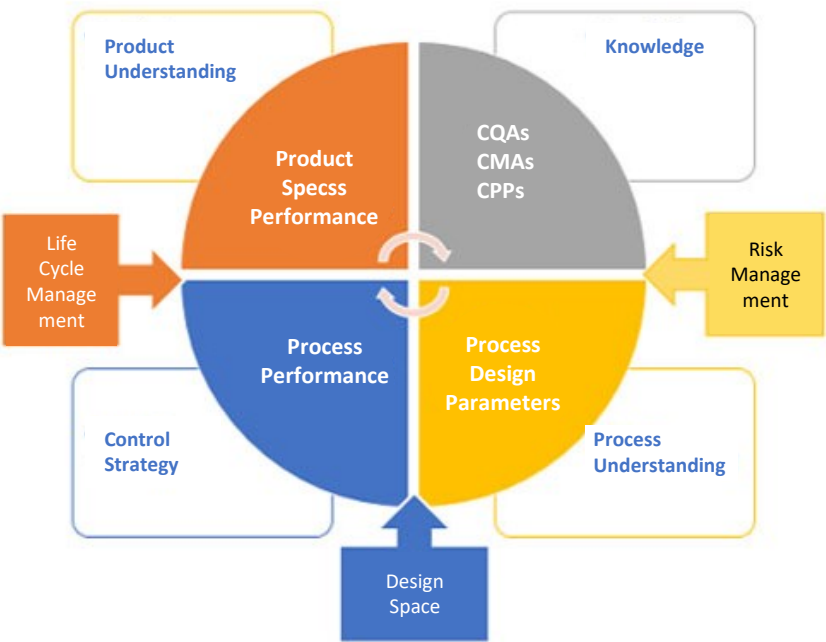 Product
Understanding
Knowledge
Product
Specss
Performance
CQAs
CMAs
CPPs
Life
Cycle
Manage
ment
Risk
Manage
ment
Process
Performance
Process
Design
Parameters
Control
Strategy
Process
Understanding
Design
Space